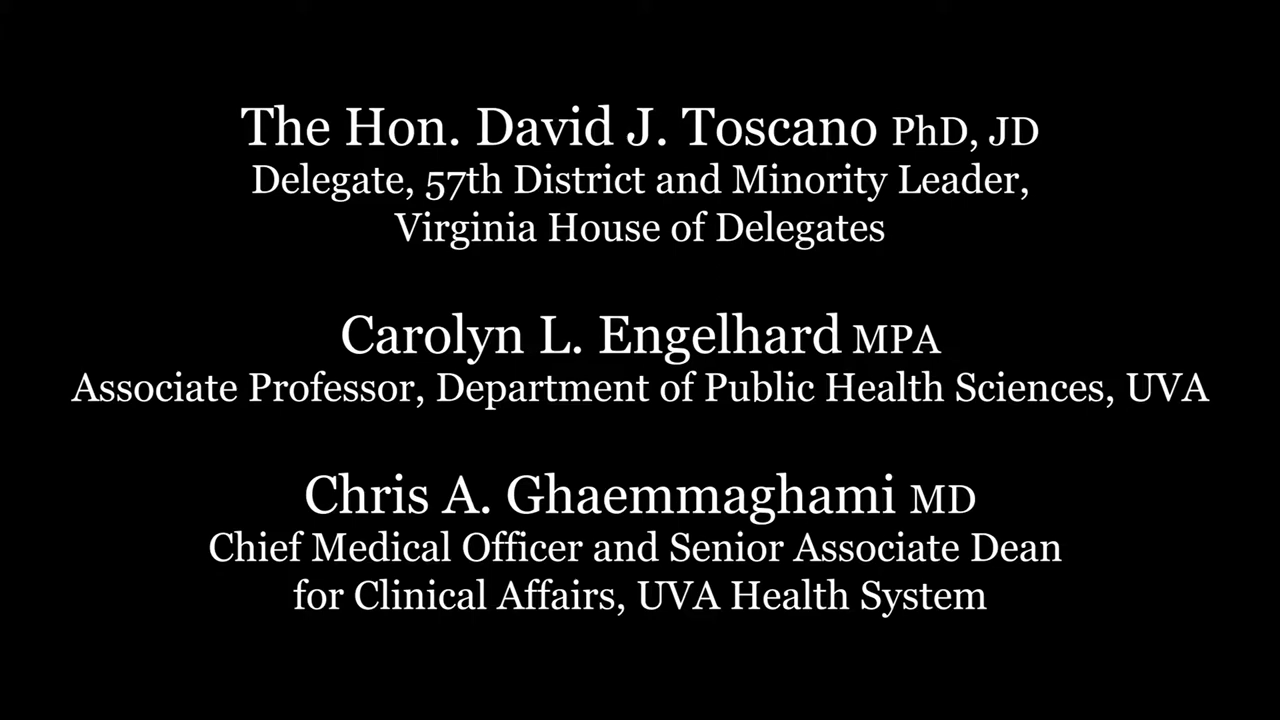 The Hon. David J. Toscano PhD, JD
Delegate, 57th District and Minority Leader,
Virginia House of Delegates
Carolyn L. Engelhard MPA
Associate Professor, Department of Public Health Sciences, UVA
Chris A. Ghaemmaghami MD
Chief Medical Officer and Senior Associate Dean
for Clinical Affairs, UVA Health System